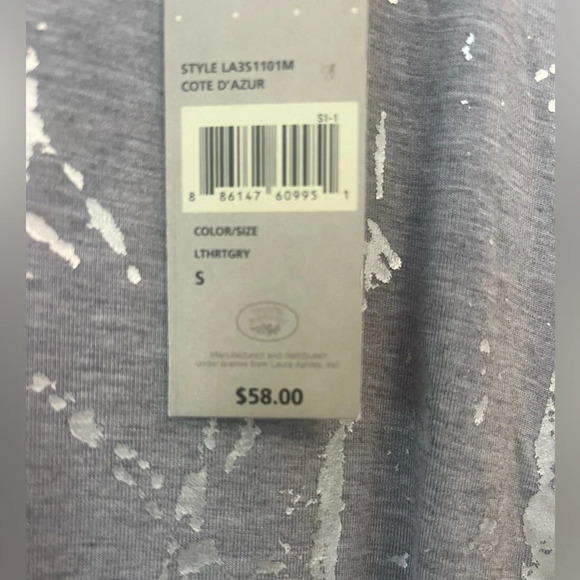 STYLE LA3S1101M
COTE D'AZUR
S1-1
8 86147 60995 1
COLOR/SIZE
LTHRTGRY
S
Manufactured and distributed
under license from Laura Ashley, Inc.
$58.00